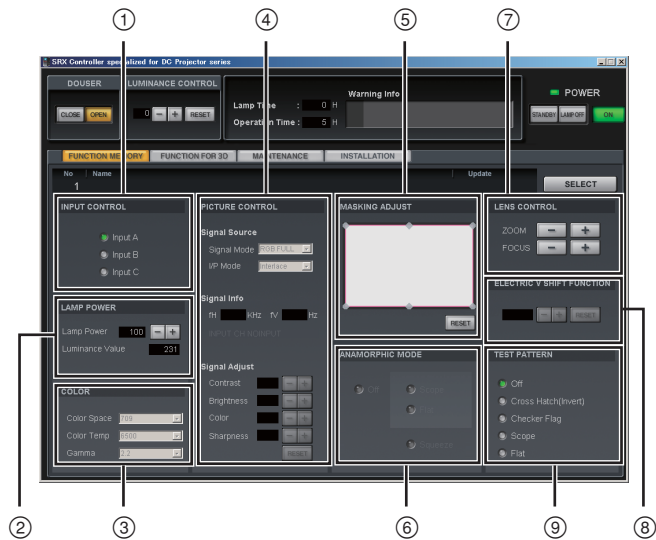 ① ④ ⑤ ⑦
SRX Controller specialized for DC Projector series
DOUSER
CLOSE OPEN
LUMINANCE CONTROL
0 - + RESET
Lamp Time : 0 H
Operation Time : 5 H
Warning Info
POWER
STANDBY LAMP OFF ON
FUNCTION MEMORY FUNCTION FOR 3D MAINTENANCE INSTALLATION
No Name Update
1
SELECT
INPUT CONTROL
Input A
Input B
Input C
LAMP POWER
Lamp Power 100 - +
Luminance Value 231
COLOR
Color Space 709
Color Temp 6500
Gamma 2.2
PICTURE CONTROL
Signal Source
Signal Mode RGB FULL
I/P Mode Interlace
Signal Info
fH KHz fV Hz
INPUT CH NOINPUT
Signal Adjust
Contrast - +
Brightness - +
Color - +
Sharpness - +
RESET
MASKING ADJUST
RESET
ANAMORPHIC MODE
Off
Squeeze
LENS CONTROL
ZOOM - +
FOCUS - +
ELECTRIC V SHIFT FUNCTION
- + RESET
TEST PATTERN
Off
Cross Hatch(Invert)
Checker Flag
Scope
Flat
② ③ ⑥ ⑨ ⑧